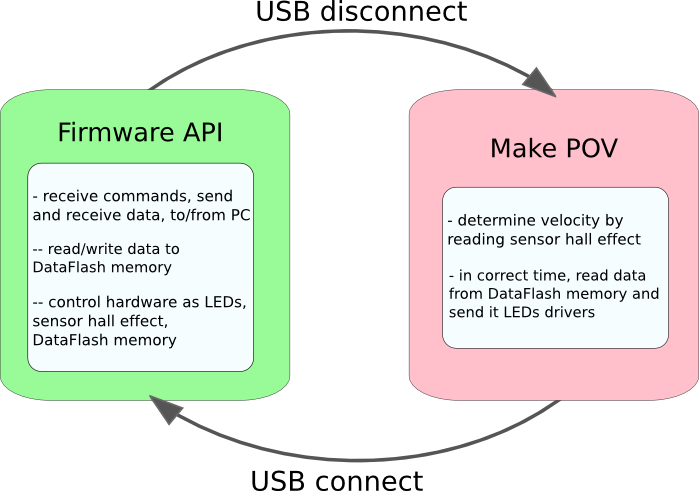 USB disconnect
Firmware API
- receive commands, send
and receive data, to/from PC
-- read/write data to
DataFlash memory
-- control hardware as LEDs,
sensor hall effect,
DataFlash memory
Make POV
- determine velocity by
reading sensor hall effect
- in correct time, read data
from DataFlash memory and
send it LEDs drivers
USB connect